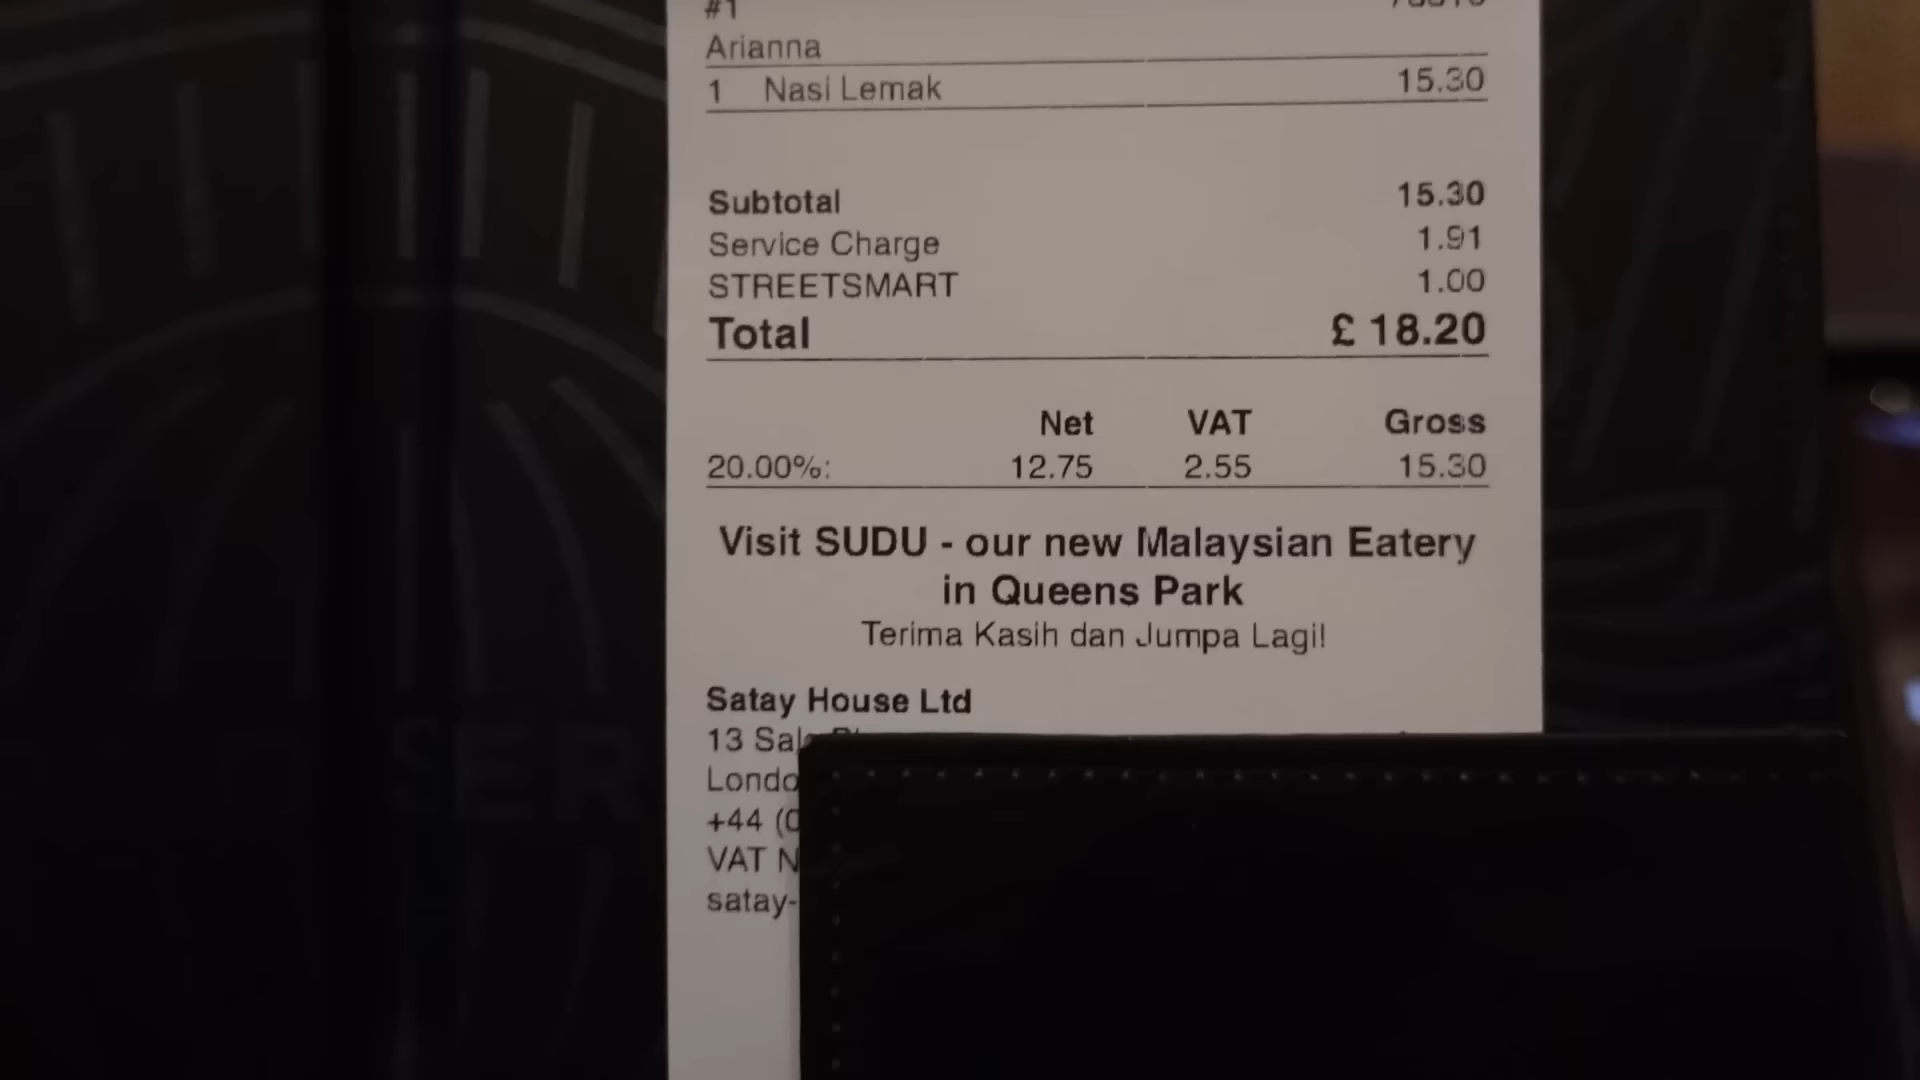 #1
Arianna
1 Nasi Lemak 15.30
Subtotal 15.30
Service Charge 1.91
STREETSMART 1.00
Total £ 18.20
Net VAT Gross
20.00%: 12.75 2.55 15.30
Visit SUDU - our new Malaysian Eatery
in Queens Park
Terima Kasih dan Jumpa Lagi!
Satay House Ltd
13
+44
VAT
satay-